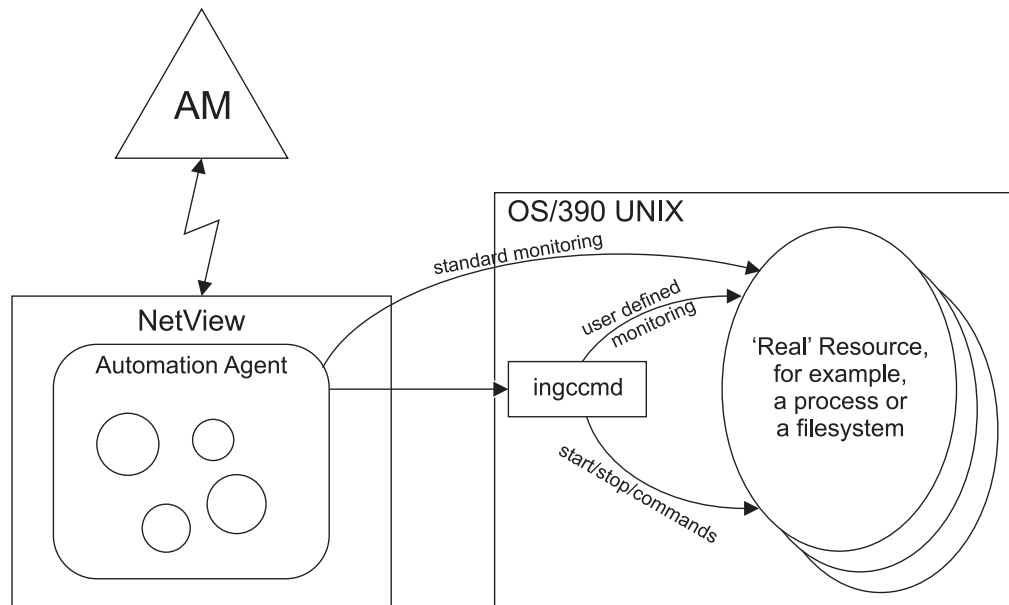 AM
OS/390 UNIX
standard monitoring
NetView
Automation Agent
user defined
monitoring
ingccmd
'Real' Resource,
for example,
a process or
a filesystem
start/stop/commands